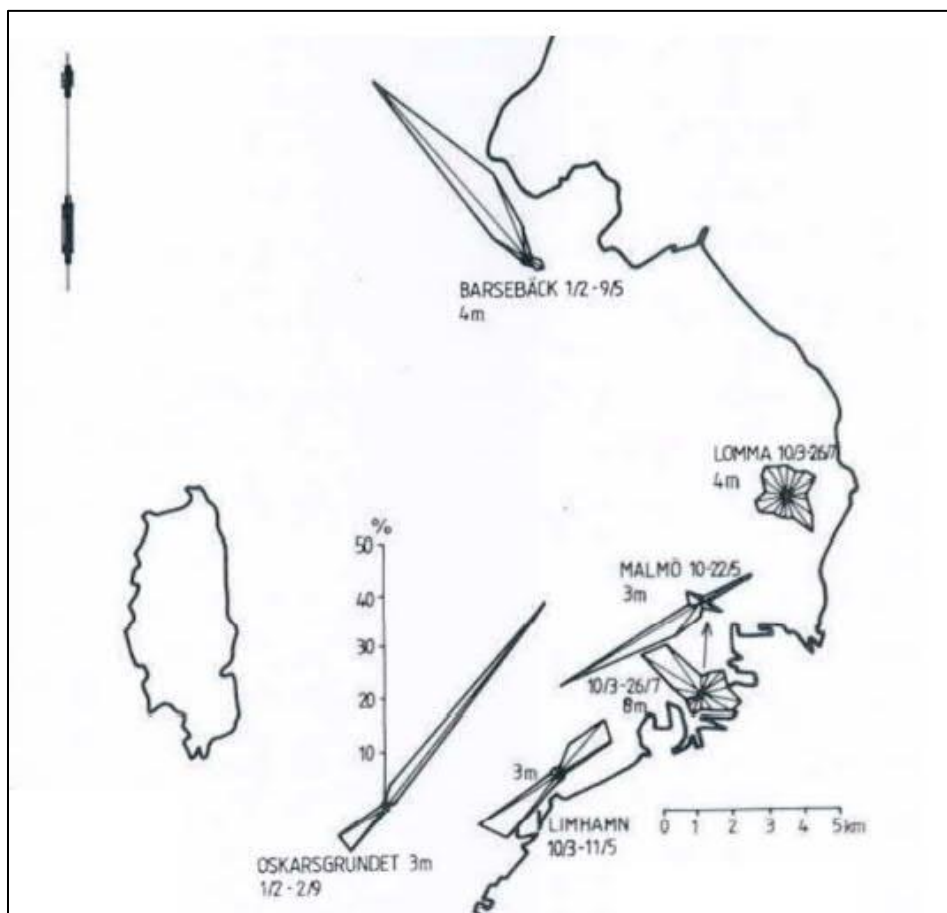 BARSEBÄCK 1/2-9/5
4m
LOMMA 10/3-26/7
4m
%
50
40
30
20
10
MALMÖ 10-22/5
3m
10/3-26/7
8m
3m
LIMHAMN
10/3-11/5
0 1 2 3 4 5 km
OSKARSGRUNDET 3m
1/2-2/9